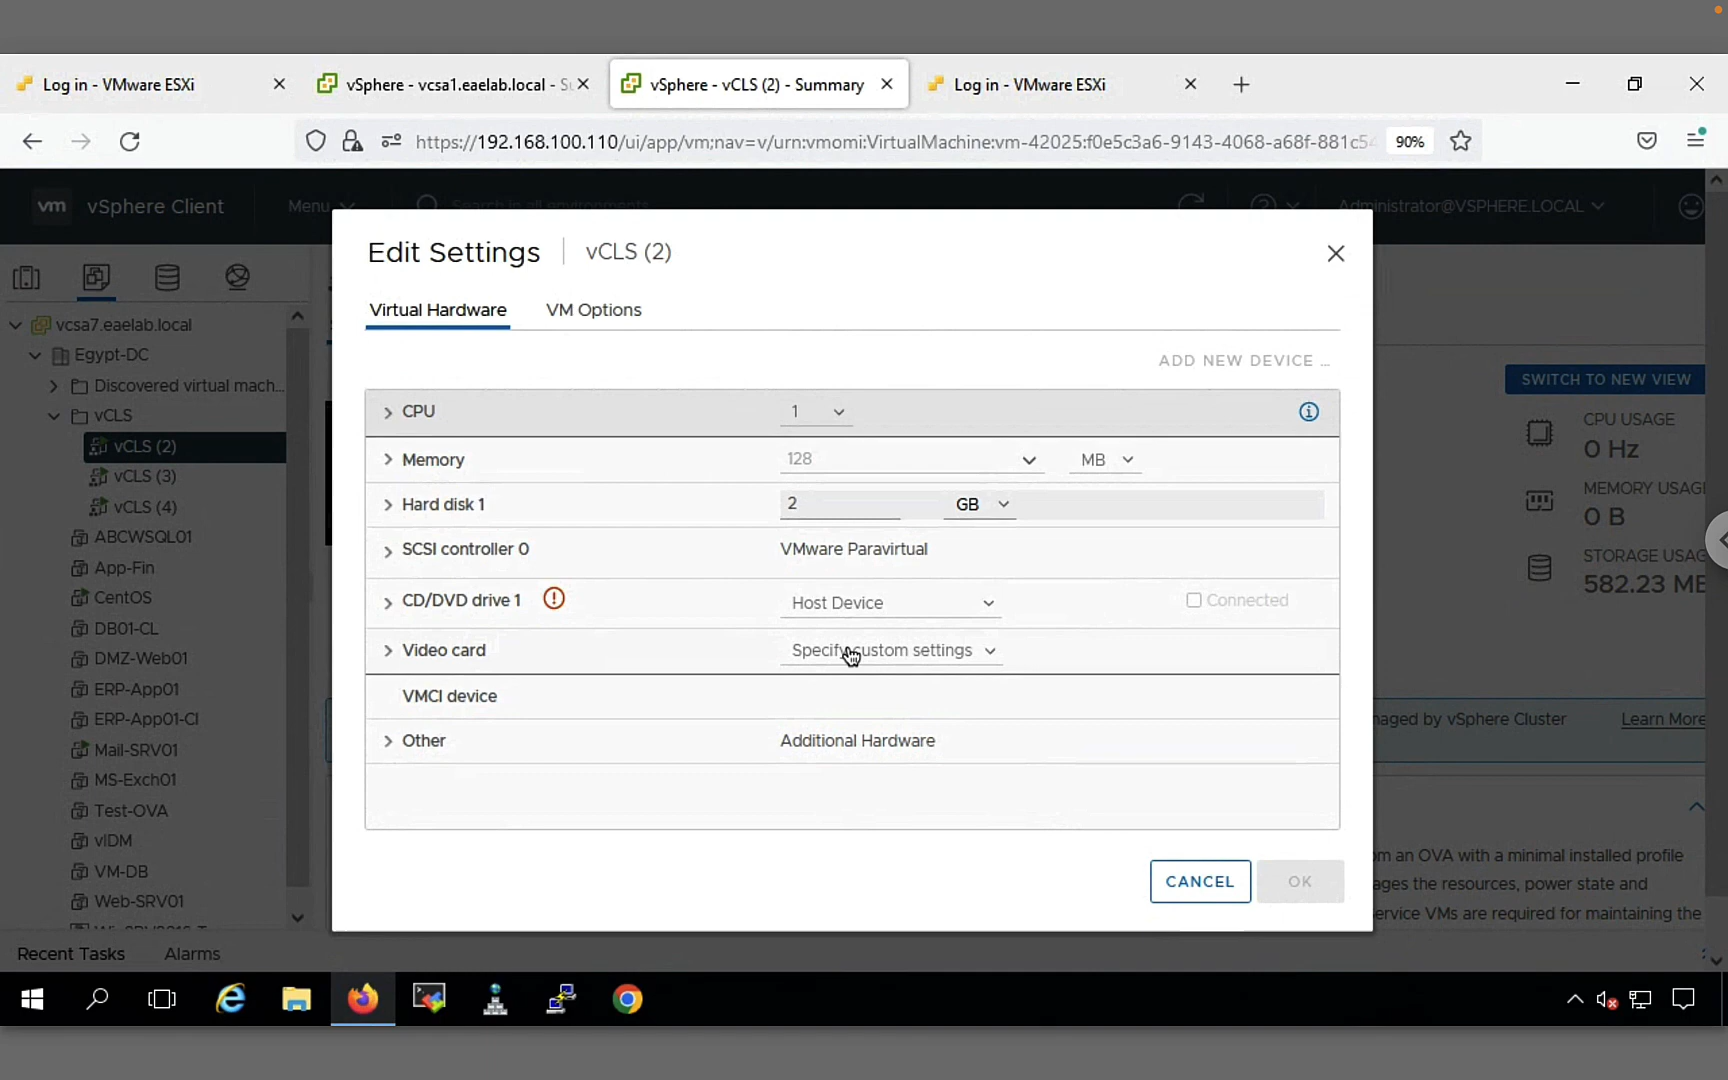 Log in - VMware ESXi
vSphere - vcsa1.eaelab.local - Su
vSphere - vCLS (2) - Summary
Log in - VMware ESXi
https://192.168.100.110/ui/app/vm;nav=v/urn:vmomi:VirtualMachine:vm-42025:f0e5c3a6-9143-4068-a68f-881c54
90%
vm vSphere Client
Menu
Search in all environments
Administrator@VSPHERE.LOCAL
Edit Settings
vCLS (2)
Virtual Hardware
VM Options
ADD NEW DEVICE ...
CPU
1
Memory
128
MB
Hard disk 1
2
GB
SCSI controller 0
VMware Paravirtual
CD/DVD drive 1
Host Device
Connected
Video card
Specify custom settings
VMCI device
Other
Additional Hardware
CANCEL
OK
vcsa7.eaelab.local
Egypt-DC
Discovered virtual mach...
vCLS
vCLS (2)
vCLS (3)
vCLS (4)
ABCWSQL01
App-Fin
CentOS
DB01-CL
DMZ-Web01
ERP-App01
ERP-App01-Cl
Mail-SRV01
MS-Exch01
Test-OVA
vIDM
VM-DB
Web-SRV01
SWITCH TO NEW VIEW
CPU USAGE
0 Hz
MEMORY USAG
0 B
STORAGE USAG
582.23 ME
naged by vSphere Cluster
Learn More
om an OVA with a minimal installed profile
ages the resources, power state and
ervice VMs are required for maintaining the
Recent Tasks
Alarms